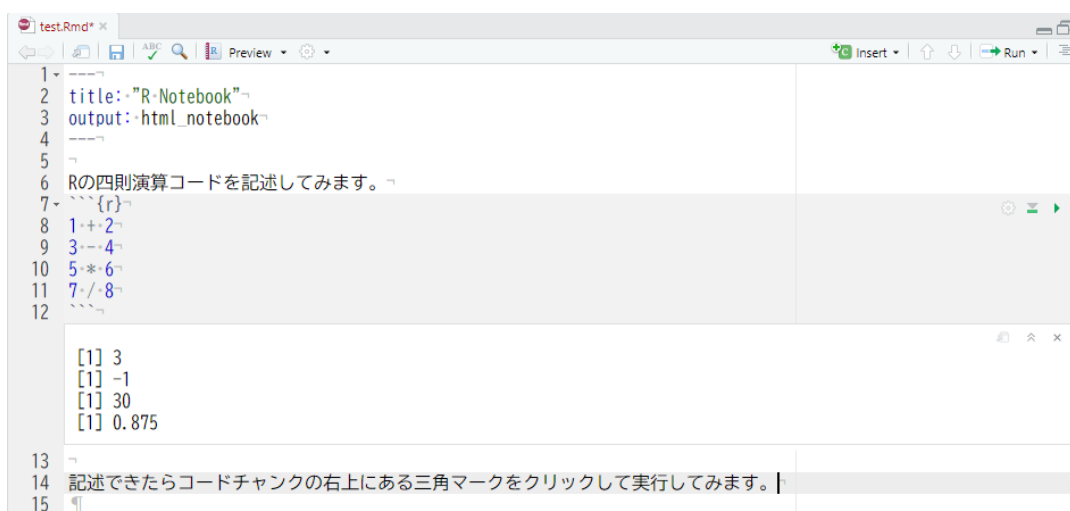 test.Rmd*
ABC Preview Insert Run
1 ---
2 title: "R Notebook"
3 output: html_notebook
4 ---
5
6 Rの四則演算コードを記述してみます。
7 ```{r}
8 1 + 2
9 3 - 4
10 5 * 6
11 7 / 8
12 ```
[1] 3
[1] -1
[1] 30
[1] 0.875
13
14 記述できたらコードチャンクの右上にある三角マークをクリックして実行してみます。
15